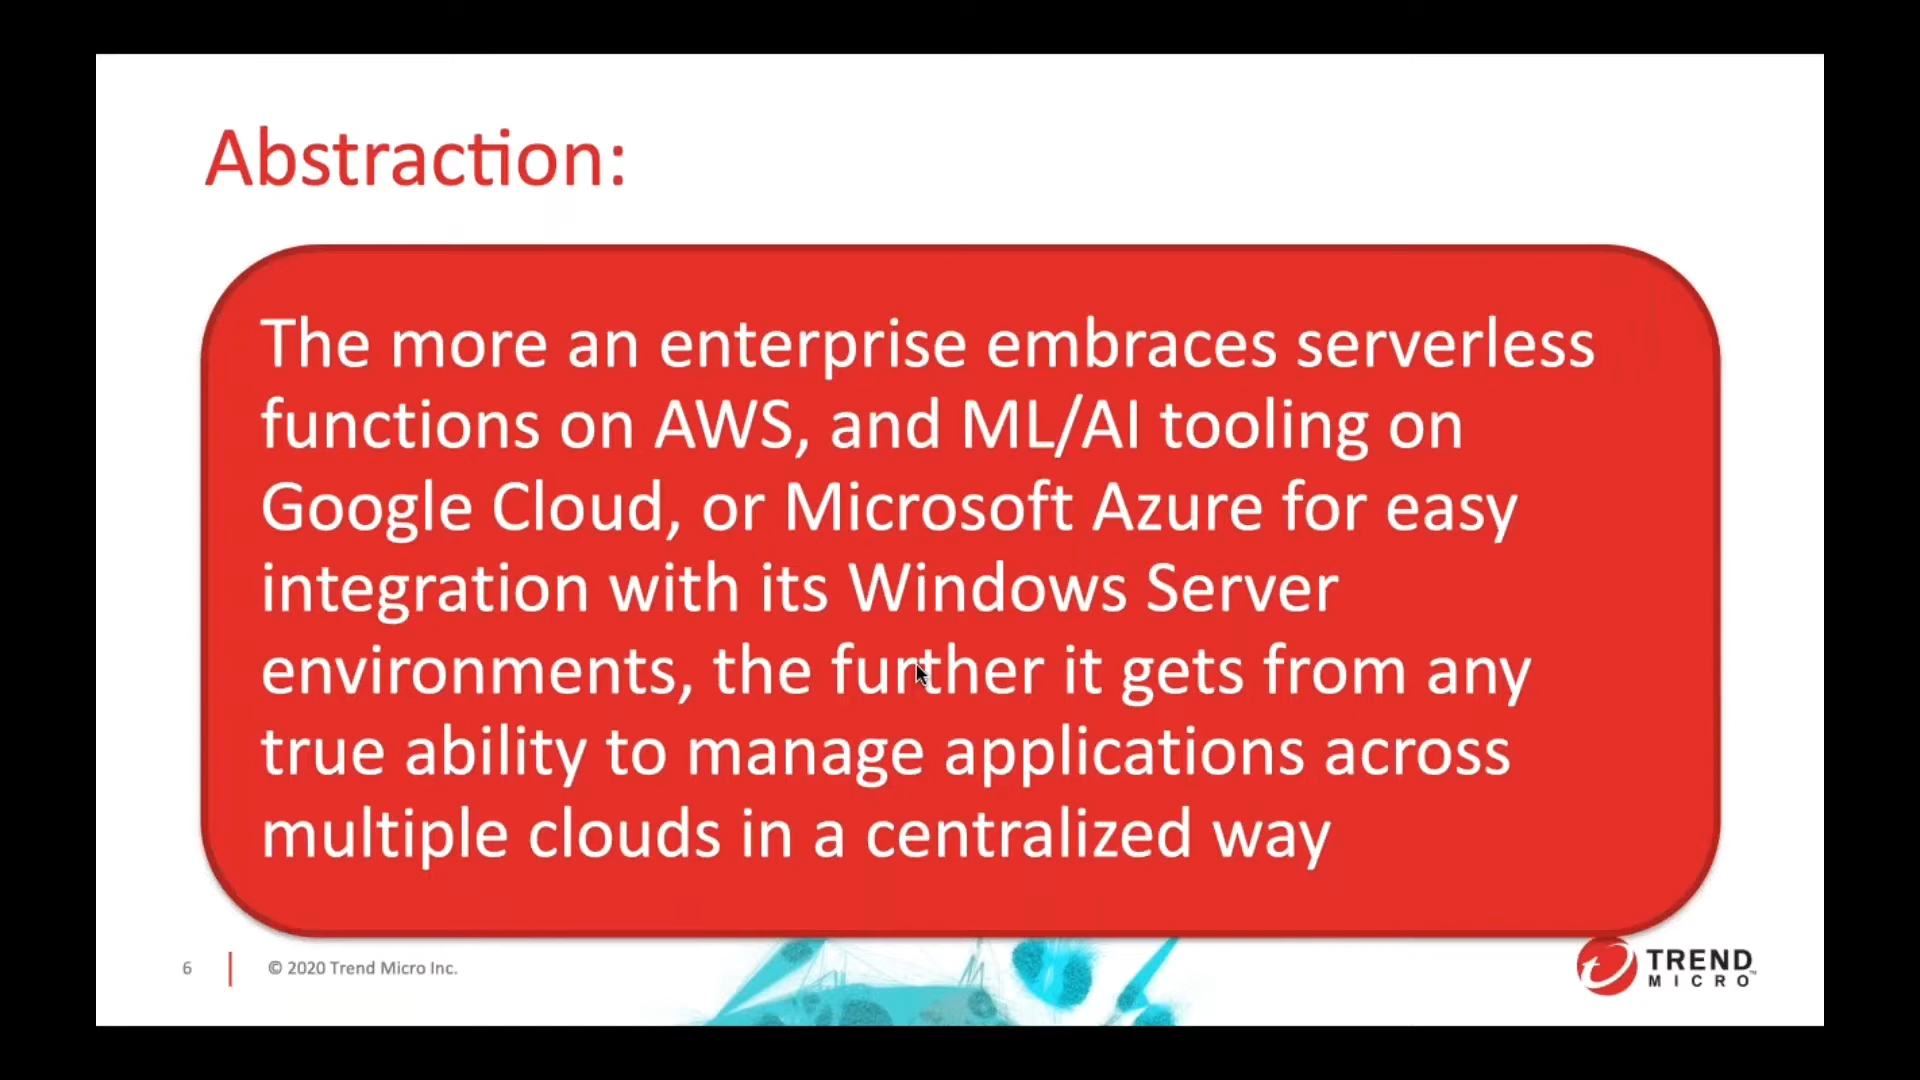 Abstraction:
The more an enterprise embraces serverless
functions on AWS, and ML/AI tooling on
Google Cloud, or Microsoft Azure for easy
integration with its Windows Server
environments, the further it gets from any
true ability to manage applications across
multiple clouds in a centralized way
6
© 2020 Trend Micro Inc.
TREND
MICRO™